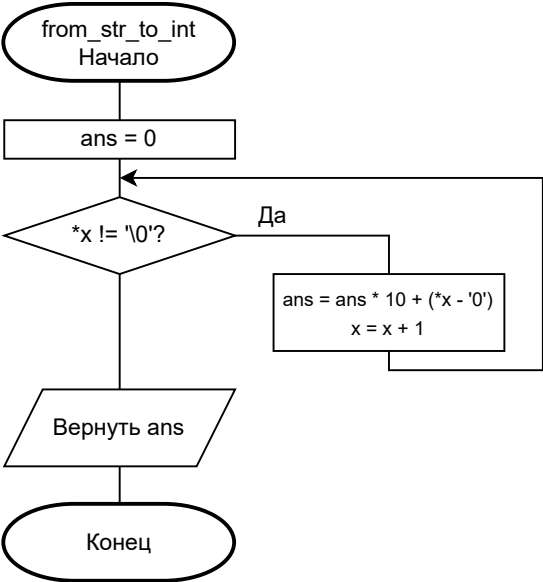 from_str_to_int
Начало
ans = 0
*x != '\0'?
Да
ans = ans * 10 + (*x - '0')
x = x + 1
Вернуть ans
Конец